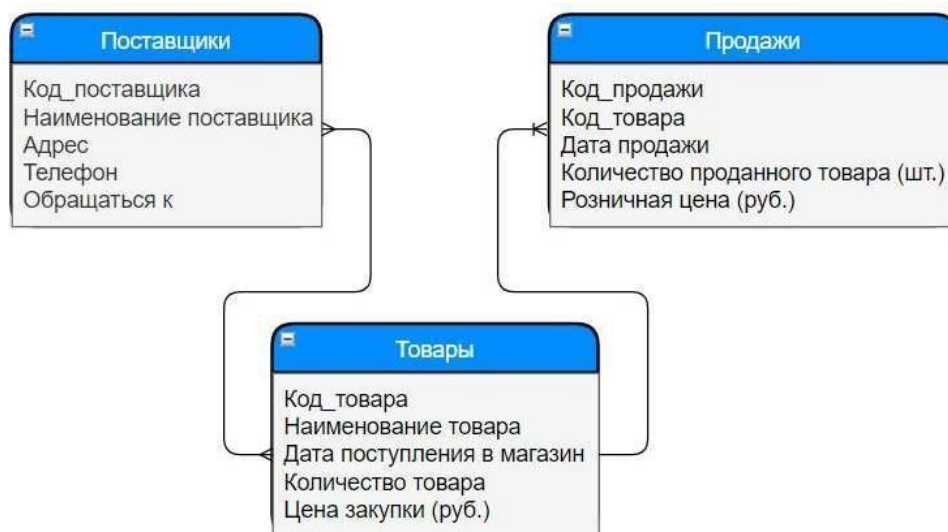 Поставщики
Код_поставщика
Наименование поставщика
Адрес
Телефон
Обращаться к
Продажи
Код_продажи
Код_товара
Дата продажи
Количество проданного товара (шт.)
Розничная цена (руб.)
Товары
Код_товара
Наименование товара
Дата поступления в магазин
Количество товара
Цена закупки (руб.)